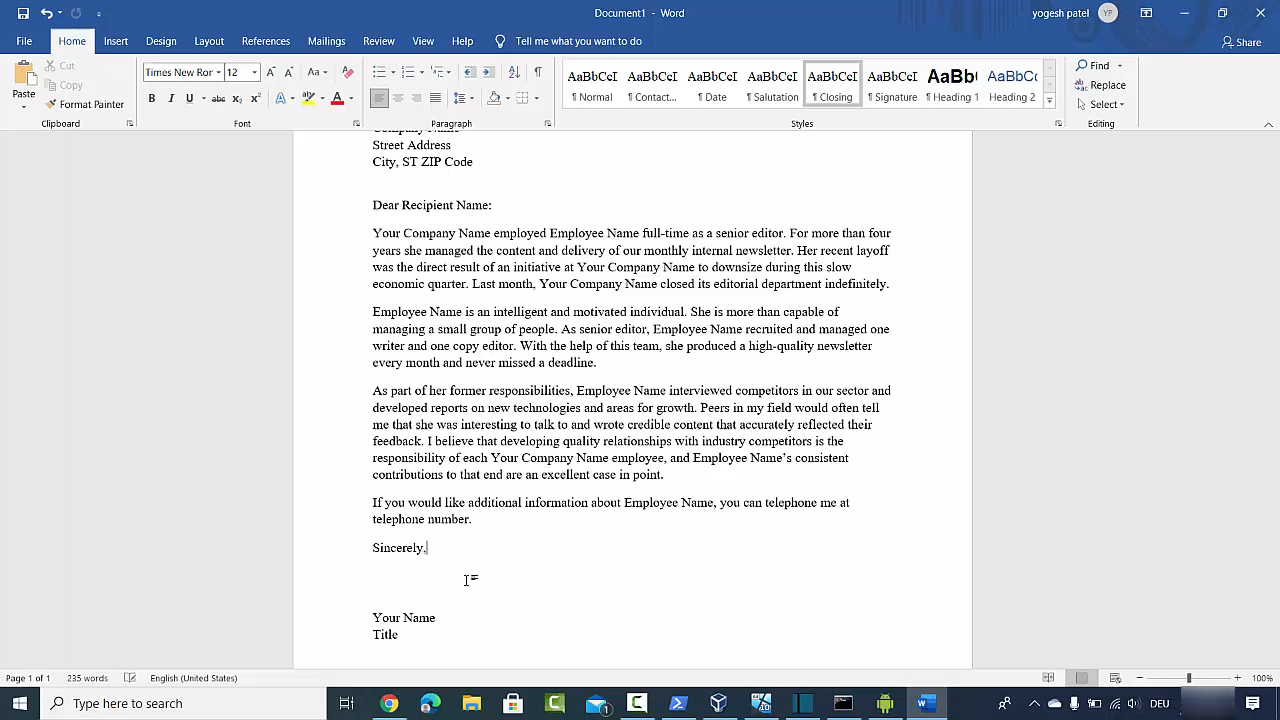 Document1 - Word
yogesh patel
YP
File Home Insert Design Layout References Mailings Review View Help Tell me what you want to do
Share
Paste
Cut
Copy
Format Painter
Clipboard
Times New Ror 12
Font
Paragraph
AaBbCcI AaBbCcI AaBbCcI AaBbCcI AaBbCcI AaBbCcI AaBb( AaBbCcI
¶ Normal ¶ Contact... ¶ Date ¶ Salutation ¶ Closing ¶ Signature ¶ Heading 1 Heading 2
Styles
Find
Replace
Select
Editing
Company Name
Street Address
City, ST ZIP Code
Dear Recipient Name:
Your Company Name employed Employee Name full-time as a senior editor. For more than four
years she managed the content and delivery of our monthly internal newsletter. Her recent layoff
was the direct result of an initiative at Your Company Name to downsize during this slow
economic quarter. Last month, Your Company Name closed its editorial department indefinitely.
Employee Name is an intelligent and motivated individual. She is more than capable of
managing a small group of people. As senior editor, Employee Name recruited and managed one
writer and one copy editor. With the help of this team, she produced a high-quality newsletter
every month and never missed a deadline.
As part of her former responsibilities, Employee Name interviewed competitors in our sector and
developed reports on new technologies and areas for growth. Peers in my field would often tell
me that she was interesting to talk to and wrote credible content that accurately reflected their
feedback. I believe that developing quality relationships with industry competitors is the
responsibility of each Your Company Name employee, and Employee Name’s consistent
contributions to that end are an excellent case in point.
If you would like additional information about Employee Name, you can telephone me at
telephone number.
Sincerely,
Your Name
Title
Page 1 of 1 235 words English (United States) 100%
Type here to search
DEU